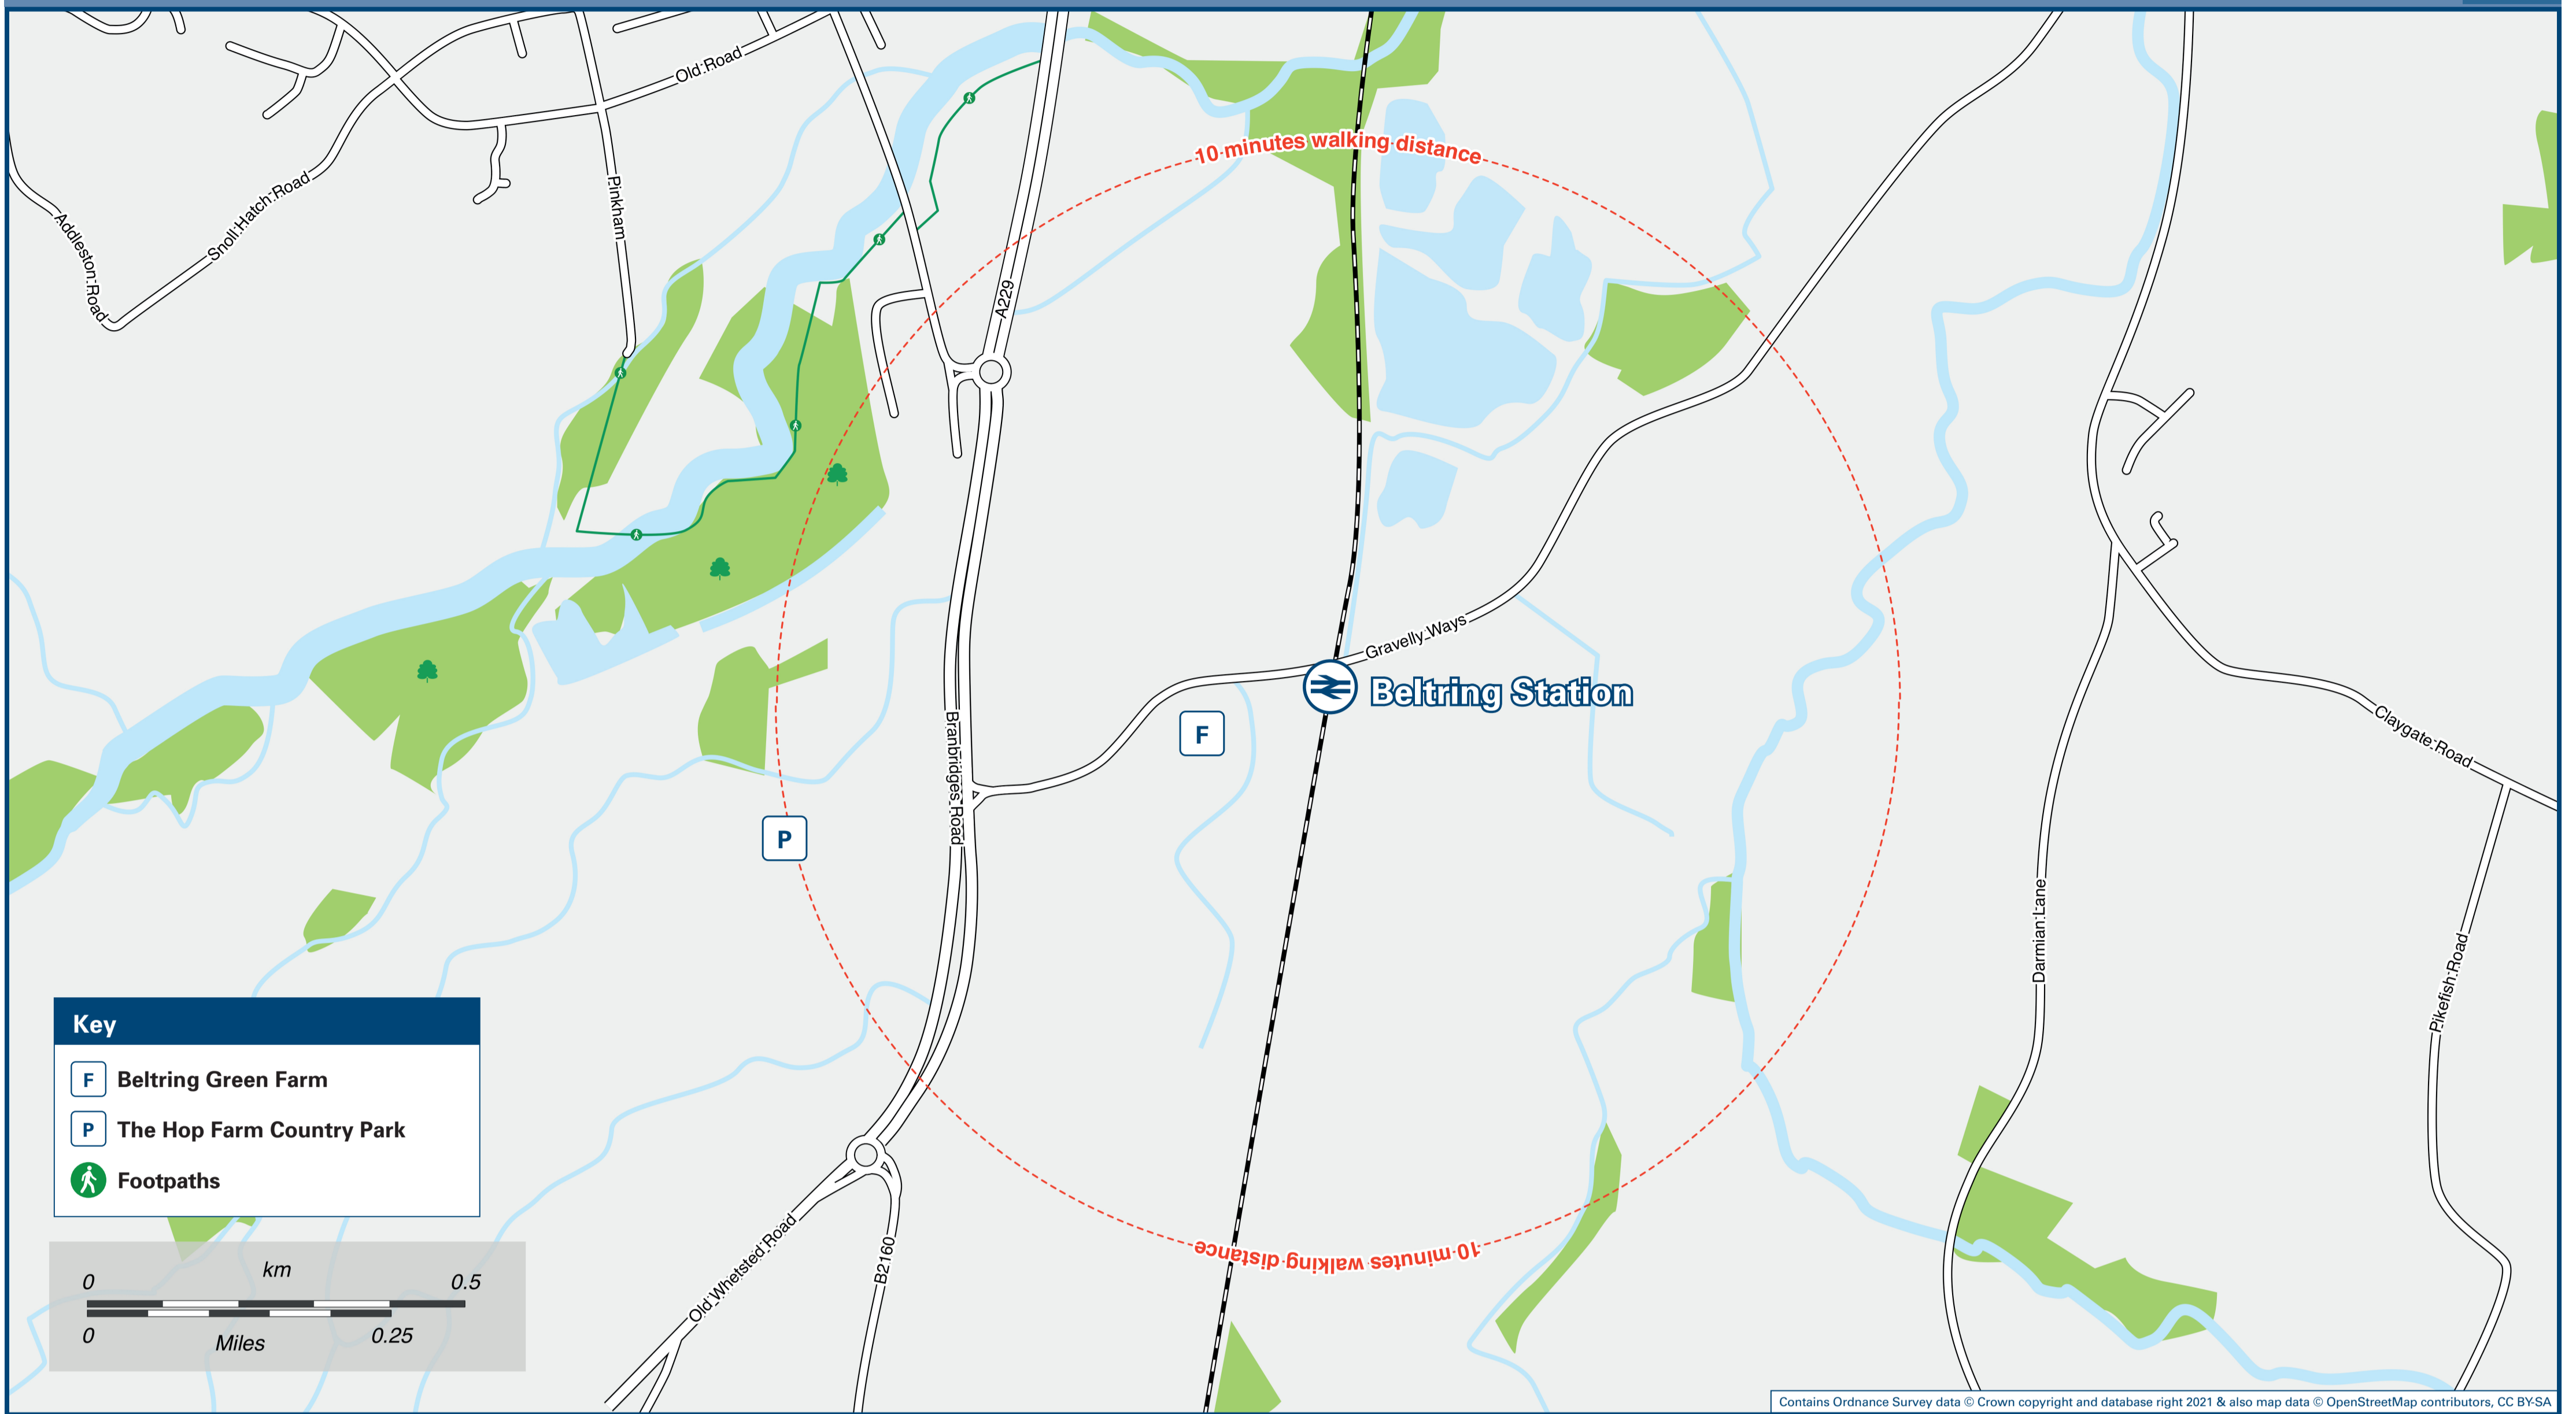 Old Road
10 minutes walking distance
Snoll Hatch Road
Pinkham
Addleston Road
A229
Gravelly Ways
Beltring Station
F
Branbridges Road
P
Claygate Road
Darmian Lane
Pikefish Road
Key
F Beltring Green Farm
P The Hop Farm Country Park
Footpaths
10 minutes walking distance
Old Whetsted Road
B2160
km
0 0.5
0 0.25
Miles
Contains Ordnance Survey data © Crown copyright and database right 2021 & also map data © OpenStreetMap contributors, CC BY-SA